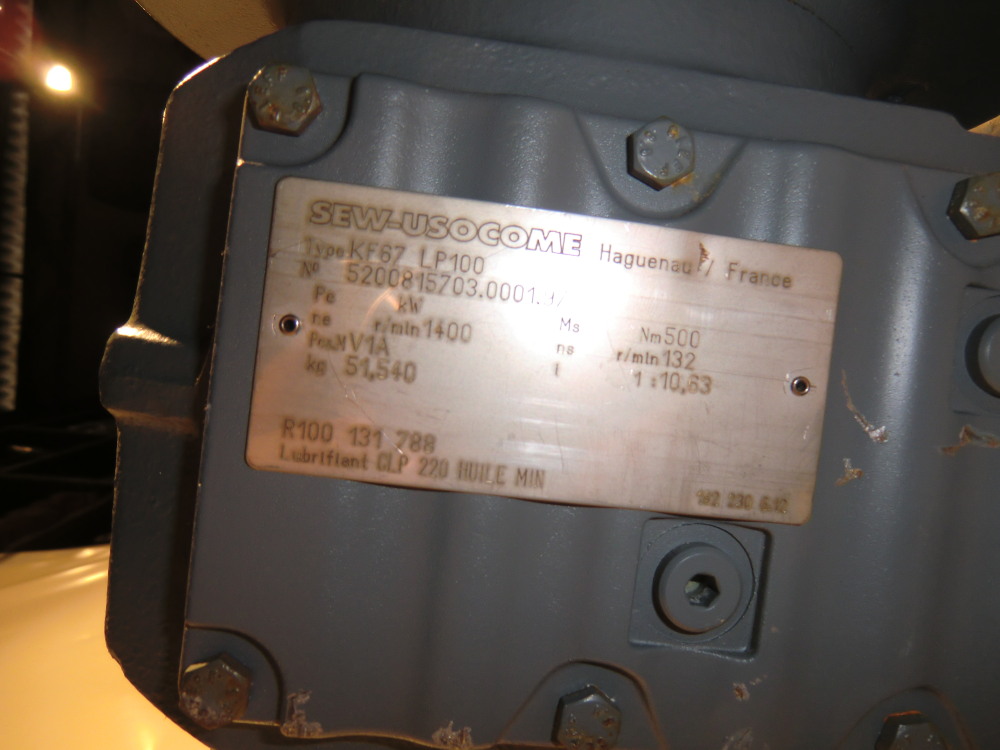 SEW-USOCOME Haguenau / France
Type KF67 LP100
Nº 5200815703.0001.
Pe kW Ms Nm 500
ne r/min 1400 ns r/min 132
V1A i 1 :10,63
kg 51,540
R100 131 788
Lubrifiant CLP 220 HUILE MIN